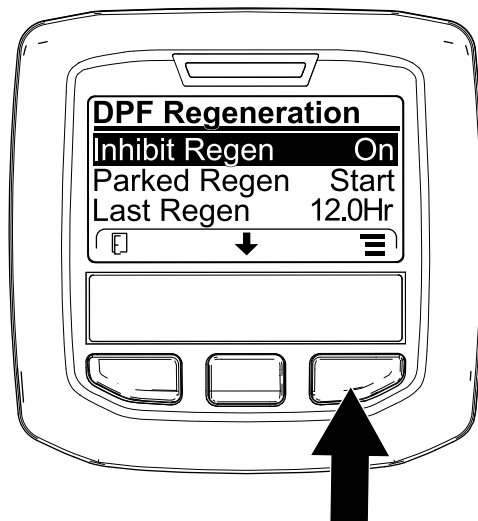 DPF Regeneration
Inhibit Regen On
Parked Regen Start
Last Regen 12.0Hr